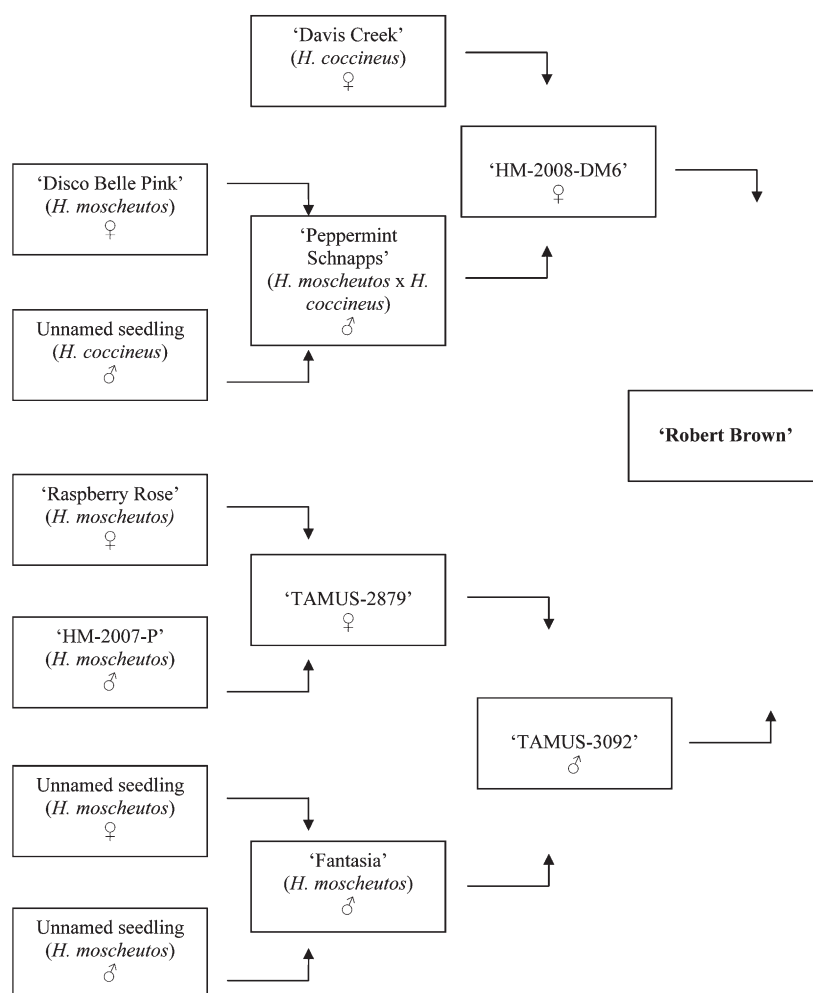 ‘Davis Creek’
(H. coccineus)
♀
‘HM-2008-DM6’
♀
‘Disco Belle Pink’
(H. moscheutos)
♀
‘Peppermint
Schnapps’
(H. moscheutos x H.
coccineus)
♂
Unnamed seedling
(H. coccineus)
♂
‘Robert Brown’
‘Raspberry Rose’
(H. moscheutos)
♀
‘TAMUS-2879’
♀
‘HM-2007-P’
(H. moscheutos)
♂
‘TAMUS-3092’
♂
Unnamed seedling
(H. moscheutos)
♀
‘Fantasia’
(H. moscheutos)
♂
Unnamed seedling
(H. moscheutos)
♂